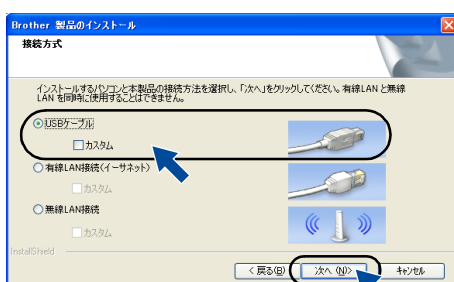 Brother 製品のインストール
接続方式
インストールするパソコンと本製品の接続方法を選択し、「次へ」をクリックしてください。有線LAN と無線
LAN を同時に使用することはできません。
USBケーブル
カスタム
有線LAN接続(イーサネット)
カスタム
無線LAN接続
カスタム
InstallShield
< 戻る(B)
次へ (N)>
キャンセル